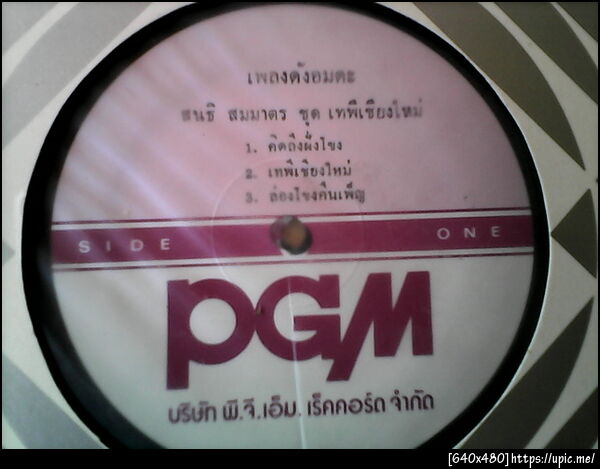 เพลงดังอมตะ
สนธิ สมมาตร ชุด เทพีเชียงใหม่
1. คิดถึงฝั่งโขง
2. เทพีเชียงใหม่
3. ล่องโขงคืนเพ็ญ
SIDE ONE
PGM
บริษัท พี.จี.เอ็ม. เร็คคอร์ด จำกัด
[640x480]https://upic.me/